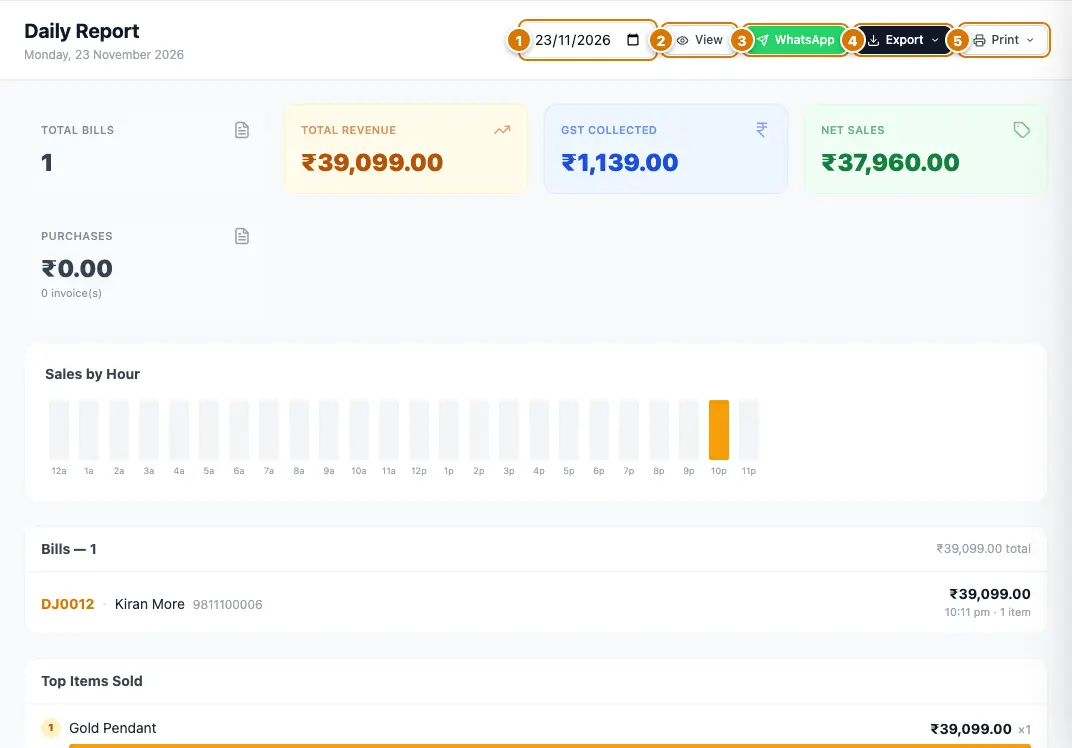 Daily Report
Monday, 23 November 2026
1 23/11/2026 2 View 3 WhatsApp 4 Export 5 Print
TOTAL BILLS
1
TOTAL REVENUE
₹39,099.00
GST COLLECTED
₹
₹1,139.00
NET SALES
₹37,960.00
PURCHASES
₹0.00
0 invoice(s)
Sales by Hour
12a 1a 2a 3a 4a 5a 6a 7a 8a 9a 10a 11a 12p 1p 2p 3p 4p 5p 6p 7p 8p 9p 10p 11p
Bills — 1 ₹39,099.00 total
DJ0012 · Kiran More 9811100006 ₹39,099.00
10:11 pm · 1 item
Top Items Sold
1 Gold Pendant ₹39,099.00 ×1